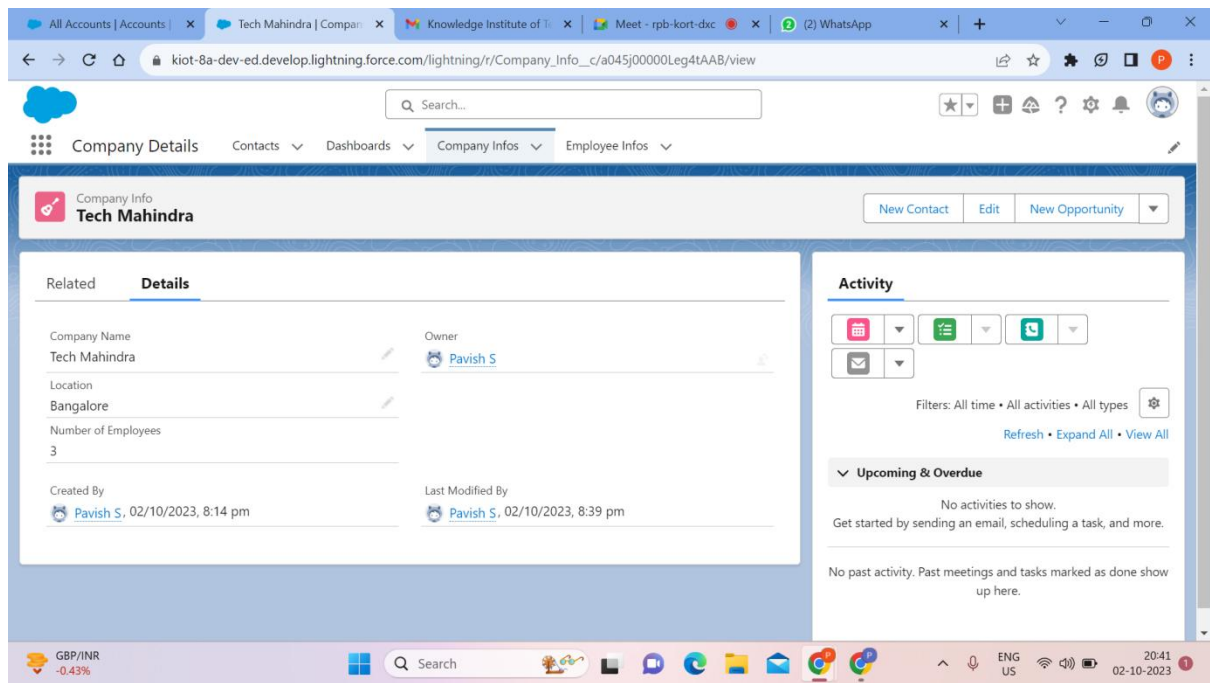 All Accounts | Accounts |
Tech Mahindra | Compan
Knowledge Institute of Te
Meet - rpb-kort-dxc
2 (2) WhatsApp
kiot-8a-dev-ed.develop.lightning.force.com/lightning/r/Company_Info__c/a045j00000Leg4tAAB/view
P
Search...
Company Details
Contacts
Dashboards
Company Infos
Employee Infos
Company Info
Tech Mahindra
New Contact
Edit
New Opportunity
Related
Details
Company Name
Tech Mahindra
Owner
Pavish S
Location
Bangalore
Number of Employees
3
Created By
Pavish S, 02/10/2023, 8:14 pm
Last Modified By
Pavish S, 02/10/2023, 8:39 pm
Activity
Filters: All time • All activities • All types
Refresh • Expand All • View All
Upcoming & Overdue
No activities to show.
Get started by sending an email, scheduling a task, and more.
No past activity. Past meetings and tasks marked as done show
up here.
GBP/INR
-0.43%
Search
P
P
ENG
US
20:41
02-10-2023
1